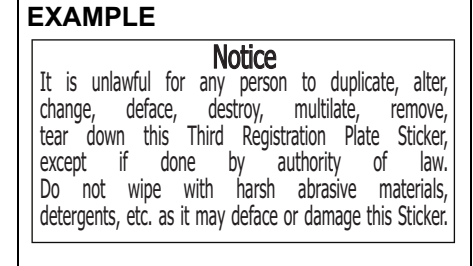 EXAMPLE
Notice
It is unlawful for any person to duplicate, alter,
change, deface, destroy, multilate, remove,
tear down this Third Registration Plate Sticker,
except if done by authority of law.
Do not wipe with harsh abrasive materials,
detergents, etc. as it may deface or damage this Sticker.